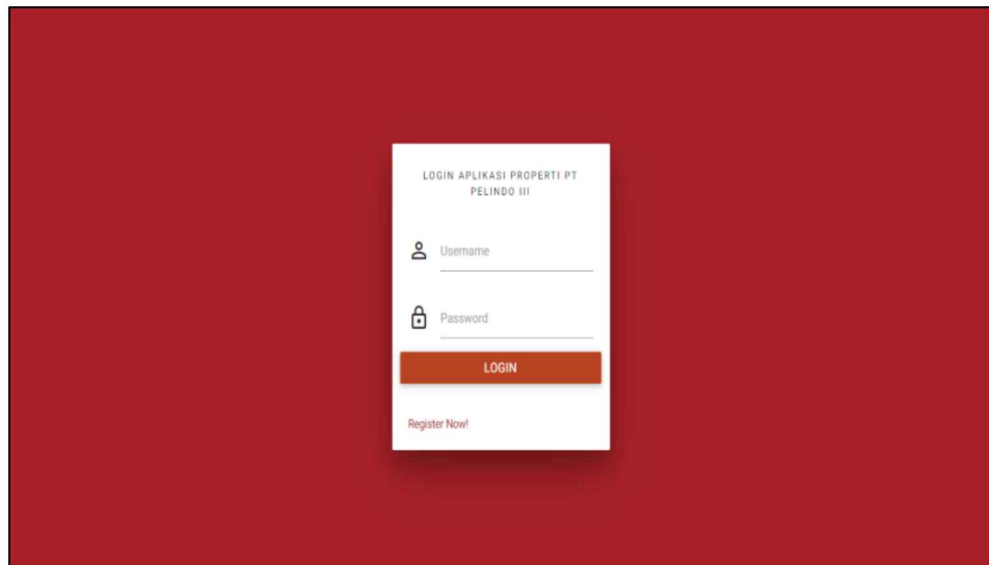 LOGIN APLIKASI PROPERTI PT
PELINDO III
Username
Password
LOGIN
Register Now!